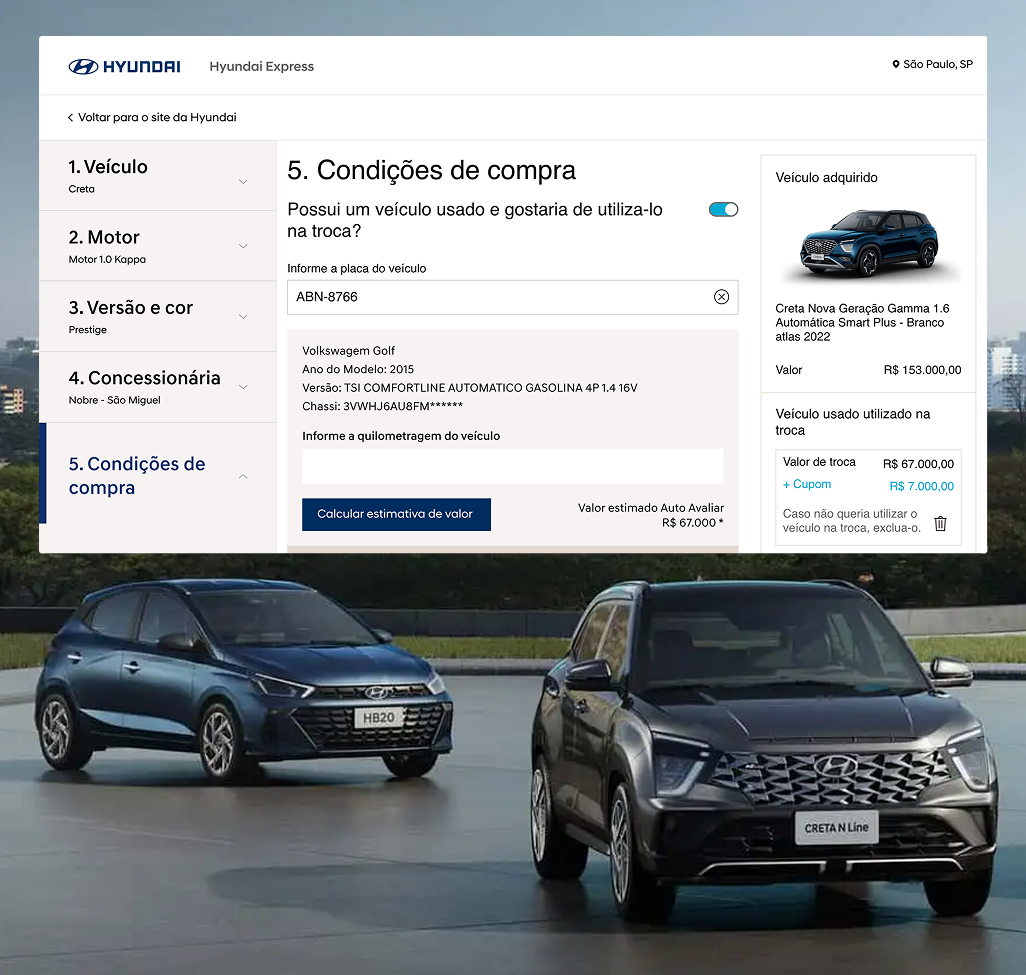 HYUNDAI
Hyundai Express
São Paulo, SP
Voltar para o site da Hyundai
1. Veículo
Creta
2. Motor
Motor 1.0 Kappa
3. Versão e cor
Prestige
4. Concessionária
Nobre - São Miguel
5. Condições de
compra
5. Condições de compra
Possui um veículo usado e gostaria de utiliza-lo
na troca?
Informe a placa do veículo
ABN-8766
Volkswagem Golf
Ano do Modelo: 2015
Versão: TSI COMFORTLINE AUTOMATICO GASOLINA 4P 1.4 16V
Chassi: 3VWHJ6AU8FM******
Informe a quilometragem do veículo
Calcular estimativa de valor
Valor estimado Auto Avaliar
R$ 67.000 *
Veículo adquirido
Creta Nova Geração Gamma 1.6
Automática Smart Plus - Branco
atlas 2022
Valor R$ 153.000,00
Veículo usado utilizado na
troca
Valor de troca R$ 67.000,00
+ Cupom R$ 7.000,00
Caso não queria utilizar o
veículo na troca, exclua-o.
HB20
CRETA N Line